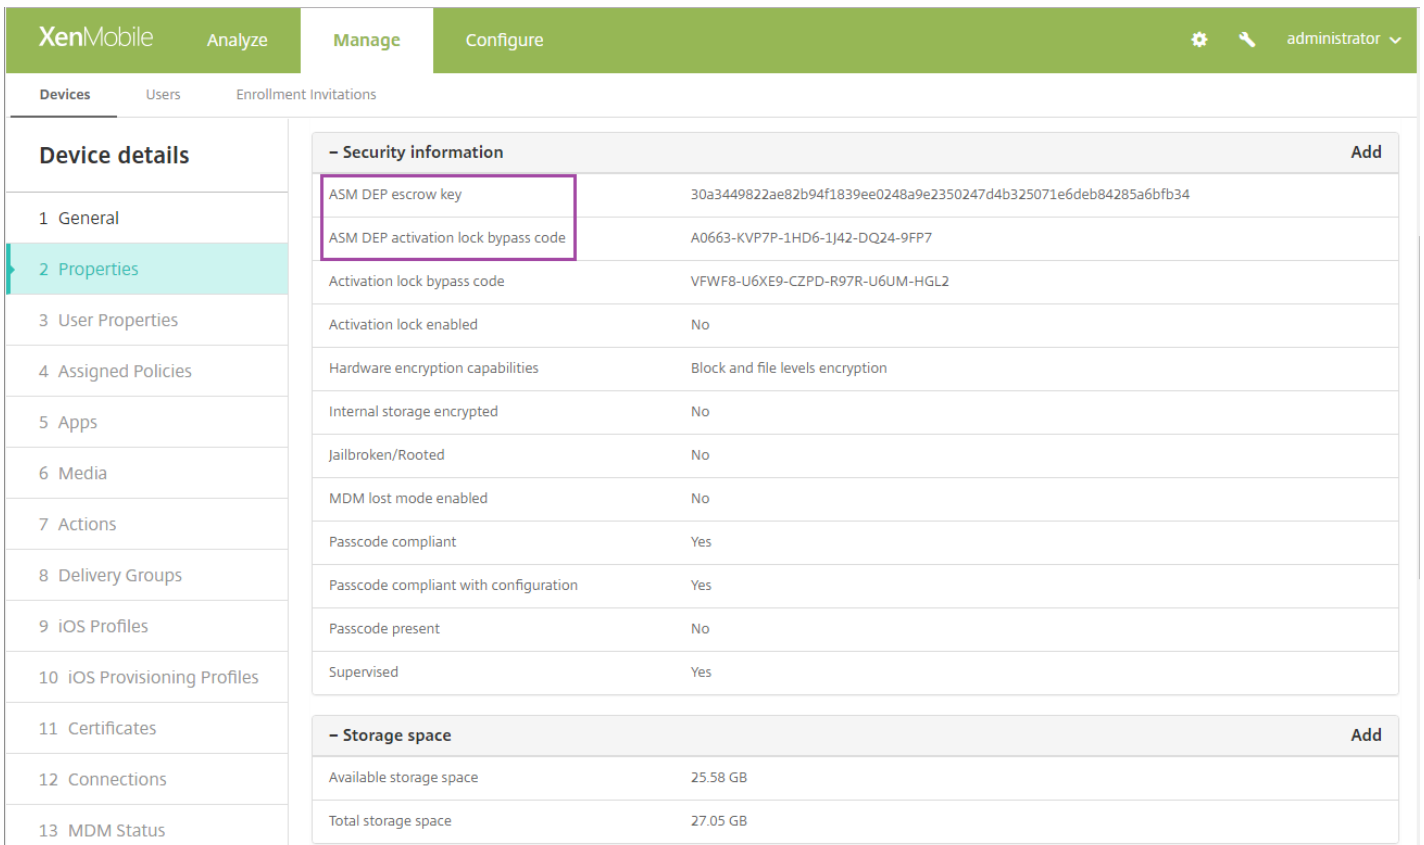 XenMobile Analyze Manage Configure administrator
Devices Users Enrollment Invitations
Device details
1 General
2 Properties
3 User Properties
4 Assigned Policies
5 Apps
6 Media
7 Actions
8 Delivery Groups
9 iOS Profiles
10 iOS Provisioning Profiles
11 Certificates
12 Connections
13 MDM Status
– Security information Add
ASM DEP escrow key 30a3449822ae82b94f1839ee0248a9e2350247d4b325071e6deb84285a6bfb34
ASM DEP activation lock bypass code A0663-KVP7P-1HD6-1J42-DQ24-9FP7
Activation lock bypass code VFWF8-U6XE9-CZPD-R97R-U6UM-HGL2
Activation lock enabled No
Hardware encryption capabilities Block and file levels encryption
Internal storage encrypted No
Jailbroken/Rooted No
MDM lost mode enabled No
Passcode compliant Yes
Passcode compliant with configuration Yes
Passcode present No
Supervised Yes
– Storage space Add
Available storage space 25.58 GB
Total storage space 27.05 GB